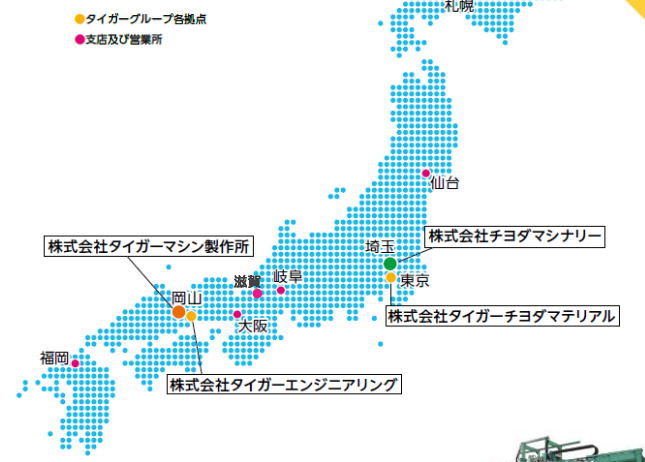 札幌
タイガーグループ各拠点
支店及び営業所
仙台
株式会社チヨダマシナリー
埼玉
株式会社タイガーマシン製作所
滋賀
岐阜
東京
岡山
株式会社タイガーチヨダマテリアル
大阪
福岡
株式会社タイガーエンジニアリング